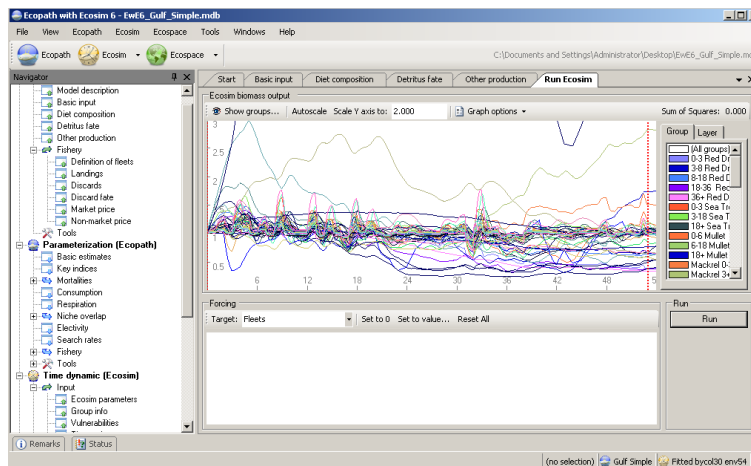 Ecopath with Ecosim 6 - EwE6_Gulf_Simple.mdb
File View Ecopath Ecosim Ecospace Tools Windows Help
Ecopath Ecosim Ecospace C:\Documents and Settings\Administrator\Desktop\EwE6_Gulf_Simple.m
Navigator
Start Basic input Diet composition Detritus fate Other production Run Ecosim
Model description
Basic input
Diet composition
Detritus fate
Other production
Fishery
Definition of fleets
Landings
Discards
Discard fate
Market price
Non-market price
Tools
Parameterization (Ecopath)
Basic estimates
Key indices
Mortalities
Consumption
Respiration
Niche overlap
Electivity
Search rates
Fishery
Tools
Time dynamic (Ecosim)
Input
Ecosim parameters
Group info
Vulnerabilities
Ecosim biomass output
Show groups... Autoscale Scale Y axis to: 2.000 Graph options Sum of Squares: 0.000
3
2.5
2
1.5
1
0.5
6 12 18 24 30 36 42 48 5
Group Layer
(All groups)
0-3 Red Dr
3-8 Red Dr
8-18 Red D
18-36 Rec
36+ Red D
0-3 Sea Tr
3-18 Sea T
18+ Sea Tr
0-6 Mullet
6-18 Mullet
18+ Mullet
Mackrel 0-
Mackrel 3+
Forcing
Target: Fleets Set to 0 Set to value... Reset All
Run
Run
Remarks Status
(no selection) Gulf Simple Fitted bycol30 env54